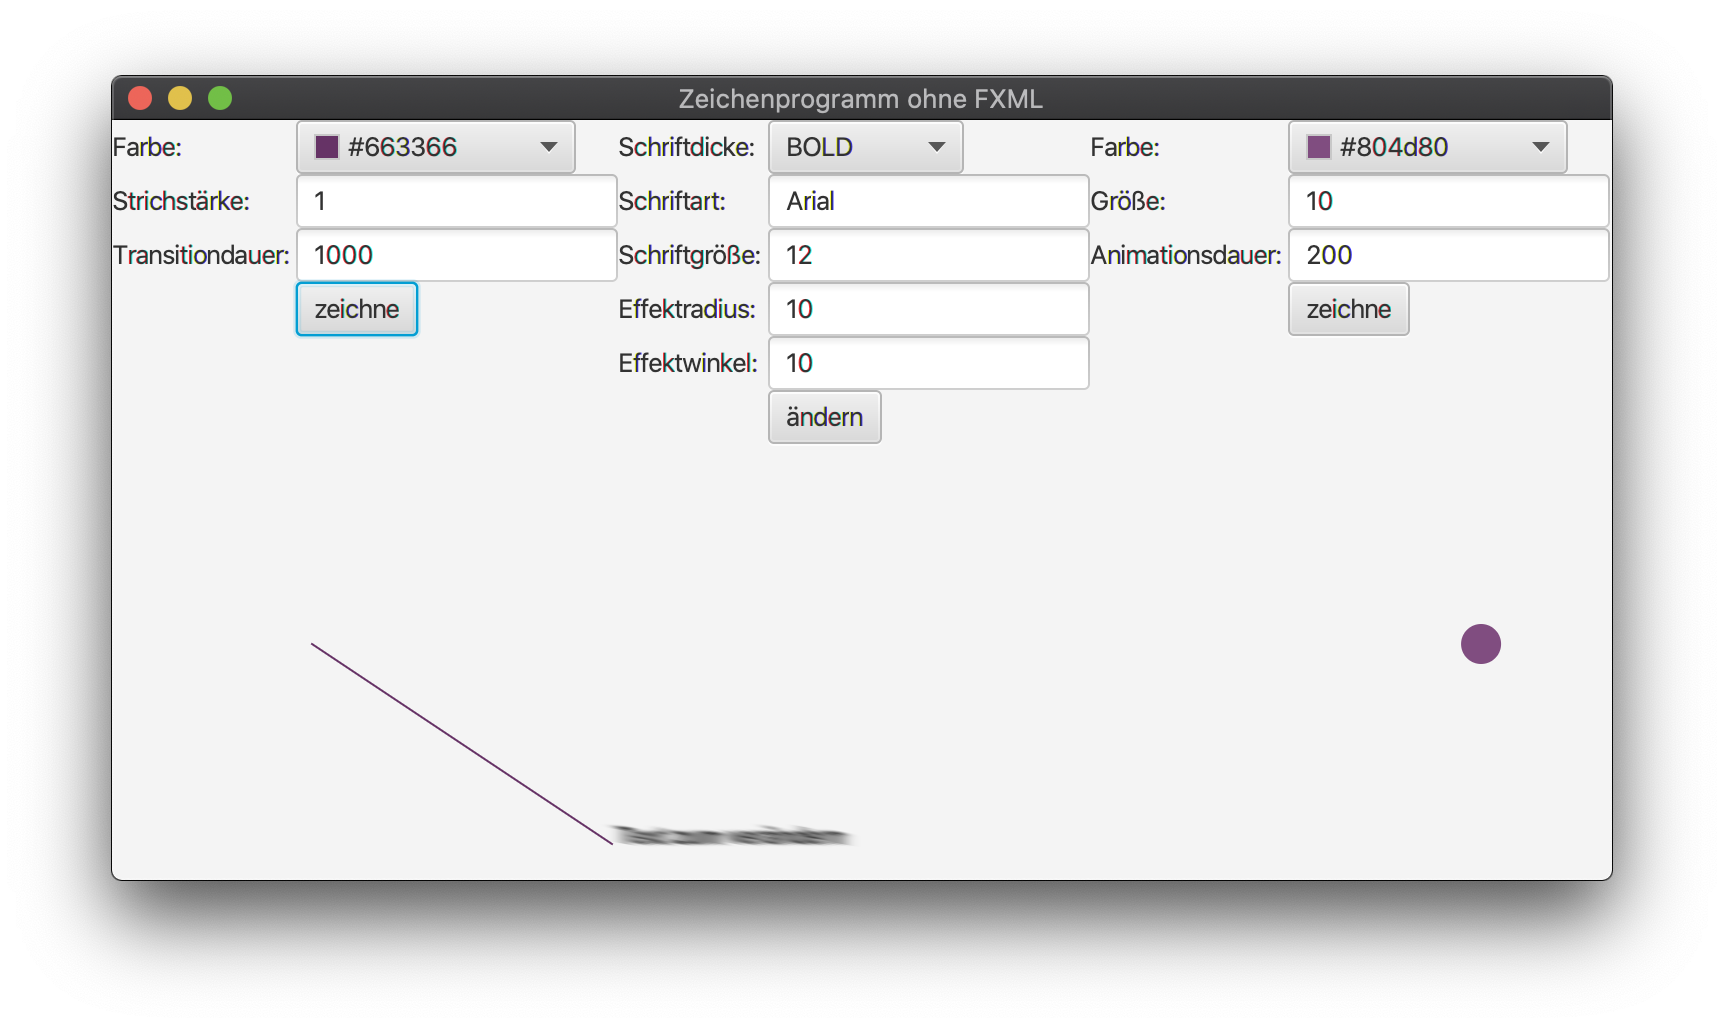 Zeichenprogramm ohne FXML
Farbe: #663366 Schriftdicke: BOLD Farbe: #804d80
Strichstärke: 1 Schriftart: Arial Größe: 10
Transitiondauer: 1000 Schriftgröße: 12 Animationsdauer: 200
zeichne Effektradius: 10 zeichne
Effektwinkel: 10
ändern